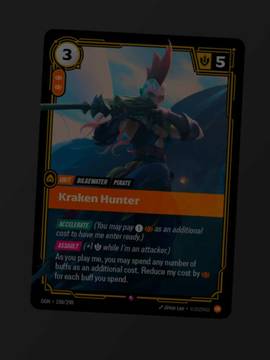 3
5
UNIT BILGEWATER PIRATE
Kraken Hunter
ACCELERATE (You may pay 1 as an additional
cost to have me enter ready.)
ASSAULT (+1 while I'm an attacker.)
As you play me, you may spend any number of
buffs as an additional cost. Reduce my cost by
for each buff you spend.